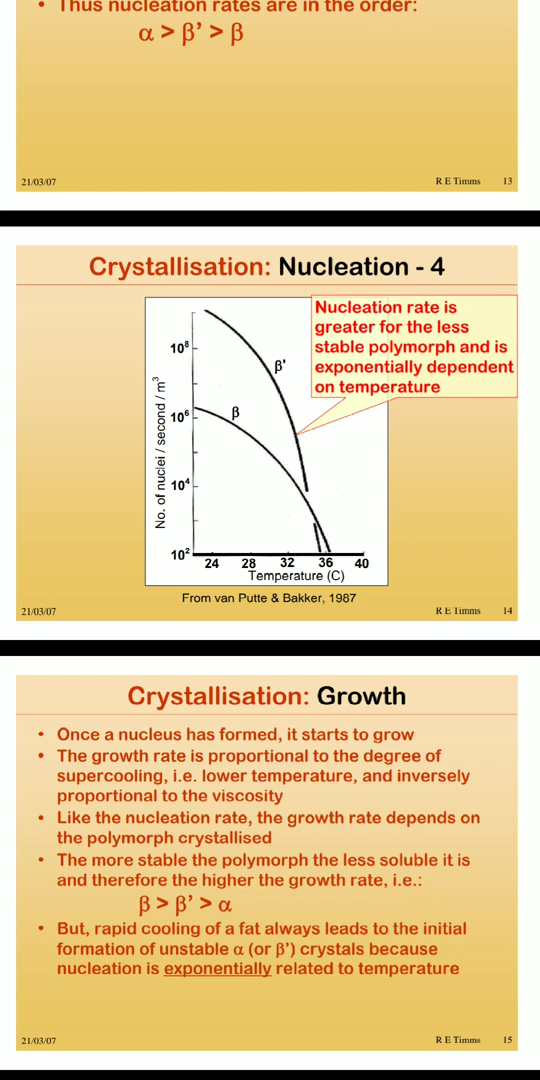 • Thus nucleation rates are in the order:
α > β’ > β
21/03/07
R E Timms 13
Crystallisation: Nucleation - 4
Nucleation rate is
greater for the less
stable polymorph and is
exponentially dependent
on temperature
No. of nuclei / second / m³
10⁸
10⁶
10⁴
10²
β'
β
24 28 32 36 40
Temperature (C)
From van Putte & Bakker, 1987
21/03/07
R E Timms 14
Crystallisation: Growth
• Once a nucleus has formed, it starts to grow
• The growth rate is proportional to the degree of
supercooling, i.e. lower temperature, and inversely
proportional to the viscosity
• Like the nucleation rate, the growth rate depends on
the polymorph crystallised
• The more stable the polymorph the less soluble it is
and therefore the higher the growth rate, i.e.:
β > β’ > α
• But, rapid cooling of a fat always leads to the initial
formation of unstable α (or β’) crystals because
nucleation is exponentially related to temperature
21/03/07
R E Timms 15